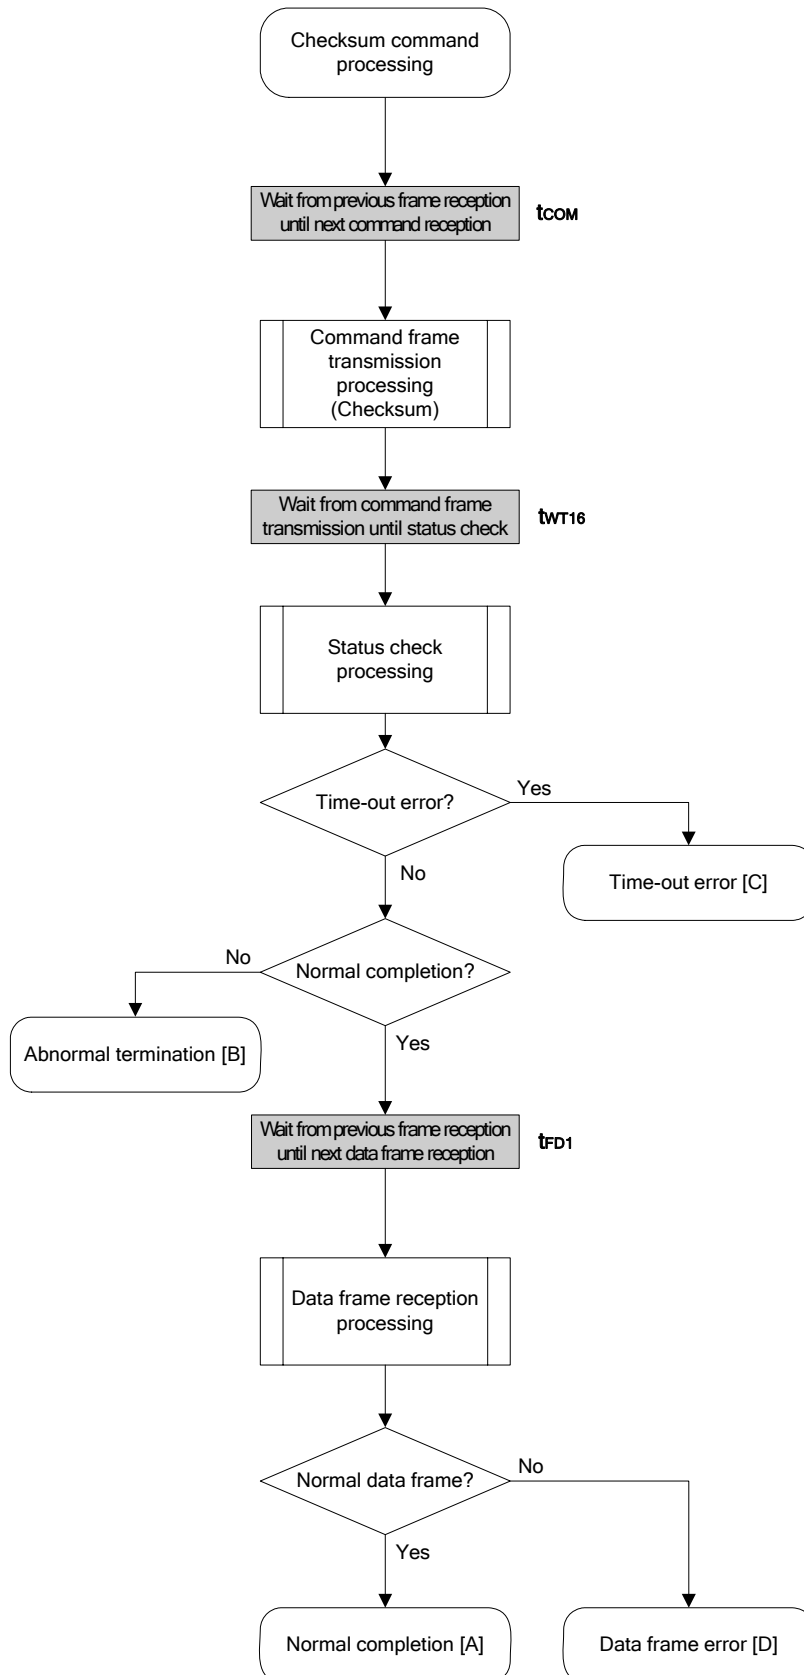 Checksum command
processing
Wait from previous frame reception
until next command reception
tCOM
Command frame
transmission
processing
(Checksum)
Wait from command frame
transmission until status check
tWT16
Status check
processing
Time-out error?
Yes
Time-out error [C]
No
Normal completion?
No
Abnormal termination [B]
Yes
Wait from previous frame reception
until next data frame reception
tFD1
Data frame reception
processing
Normal data frame?
No
Yes
Normal completion [A]
Data frame error [D]